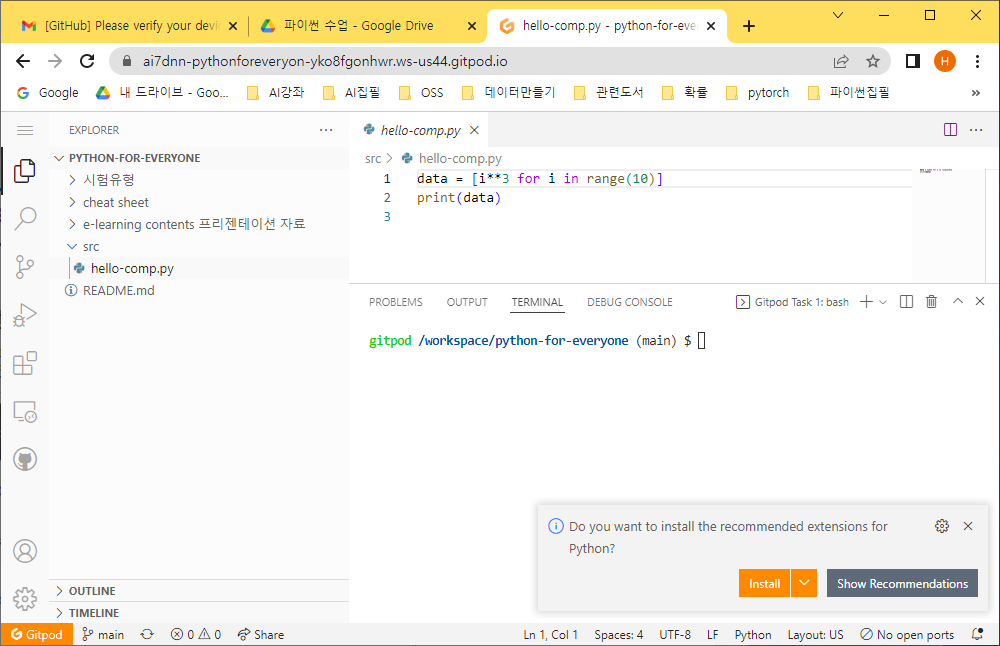 [GitHub] Please verify your devi
파이썬 수업 - Google Drive
hello-comp.py - python-for-eve
ai7dnn-pythonforeveryon-yko8fgonhwr.ws-us44.gitpod.io
H
Google
내 드라이브 - Goo...
AI강좌
AI집필
OSS
데이터만들기
관련도서
확률
pytorch
파이썬집필
»
EXPLORER
PYTHON-FOR-EVERYONE
시험유형
cheat sheet
e-learning contents 프리젠테이션 자료
src
hello-comp.py
README.md
OUTLINE
TIMELINE
hello-comp.py
src > hello-comp.py
1 data = [i**3 for i in range(10)]
2 print(data)
3
PROBLEMS OUTPUT TERMINAL DEBUG CONSOLE
Gitpod Task 1: bash
gitpod /workspace/python-for-everyone (main) $
Do you want to install the recommended extensions for
Python?
Install
Show Recommendations
Gitpod main 0 0 Share
Ln 1, Col 1 Spaces: 4 UTF-8 LF Python Layout: US No open ports